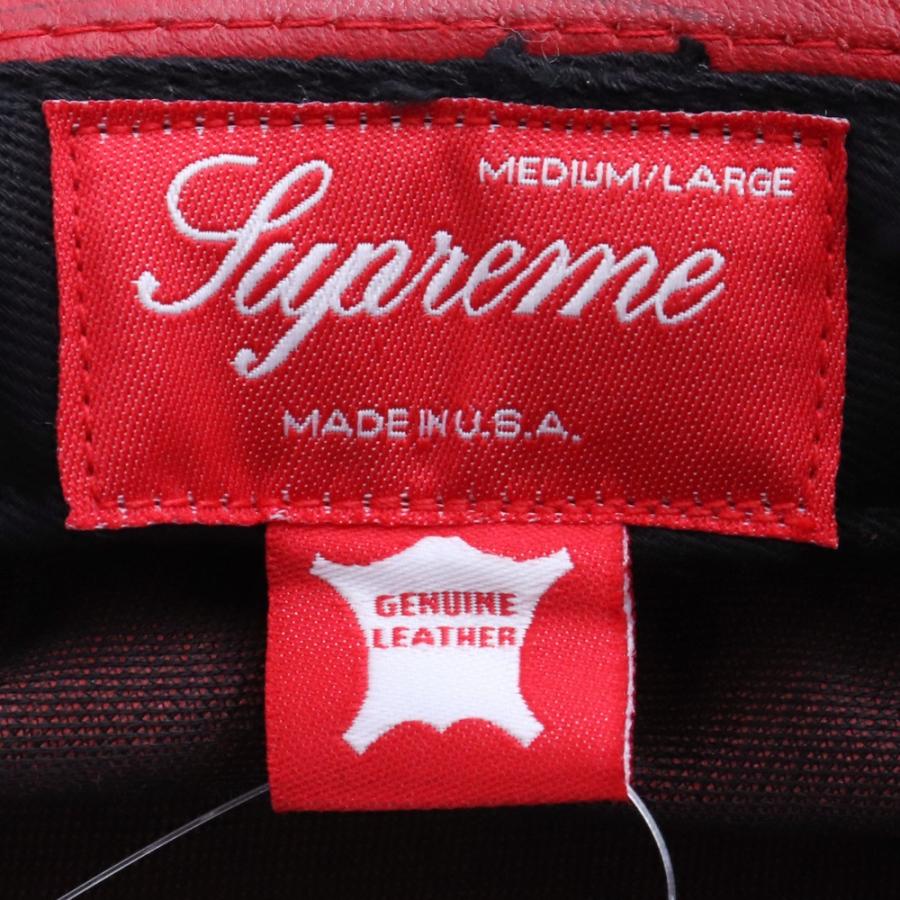 MEDIUM/LARGE
Supreme
MADE IN U.S.A.
GENUINE
LEATHER